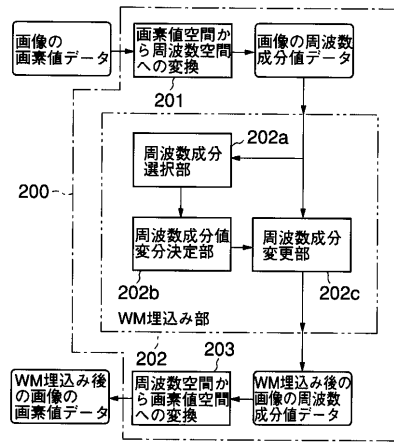 画像の
画素値データ
画素値空間か
ら周波数空間
への変換
画像の周波数
成分値データ
201
202a
周波数成分
選択部
200
周波数成分値
変分決定部
周波数成分
変更部
202b
202c
WM埋込み部
202
203
WM埋込み後
の画像の
画素値データ
周波数空間か
ら画素値空間
への変換
WM埋込み後の
画像の周波数
成分値データ